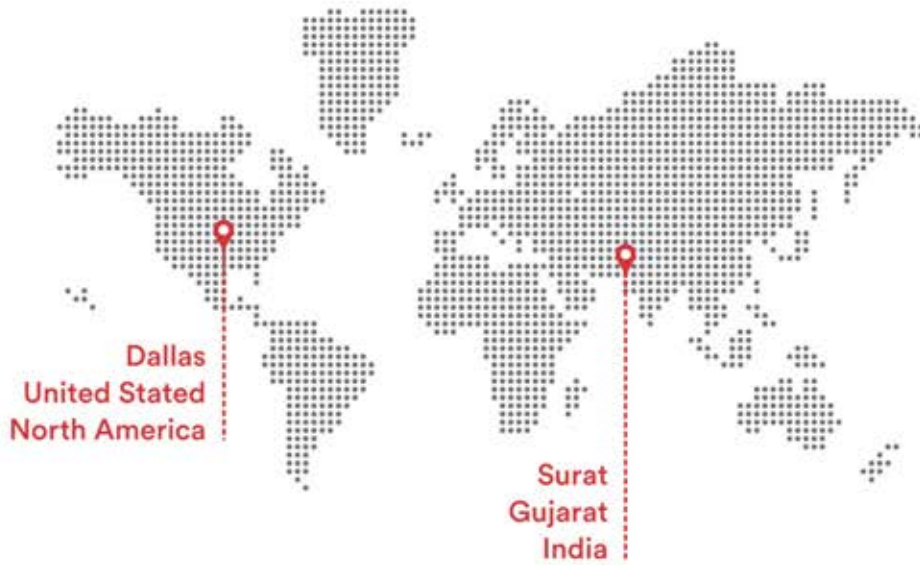 Dallas
United Stated
North America
Surat
Gujarat
India